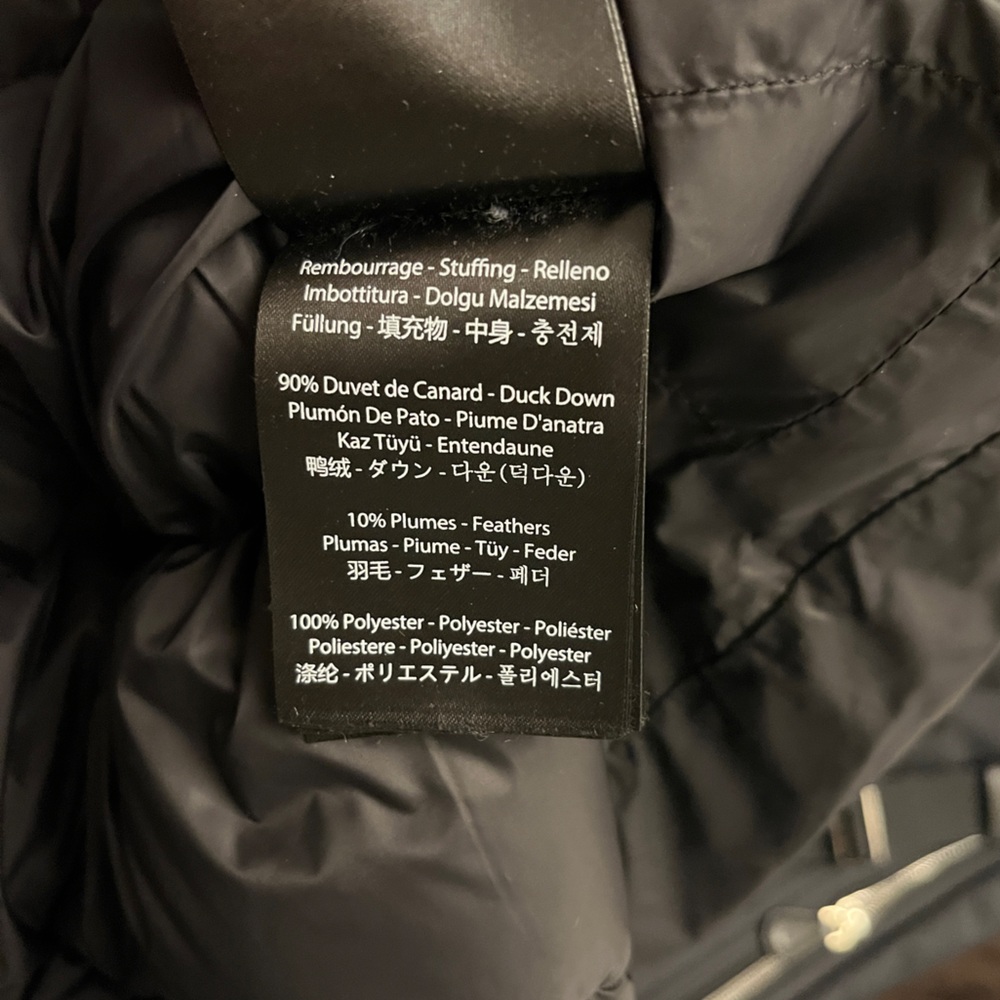 Rembourrage - Stuffing - Relleno
Imbottitura - Dolgu Malzemesi
Füllung - 填充物 - 中身 - 충전제
90% Duvet de Canard - Duck Down
Plumón De Pato - Piume D'anatra
Kaz Tüyü - Entendaune
鸭绒 - ダウン - 다운(덕다운)
10% Plumes - Feathers
Plumas - Piume - Tüy - Feder
羽毛 - フェザー - 페더
100% Polyester - Polyester - Poliéster
Poliestere - Poliyester - Polyester
涤纶 - ポリエステル - 폴리에스터